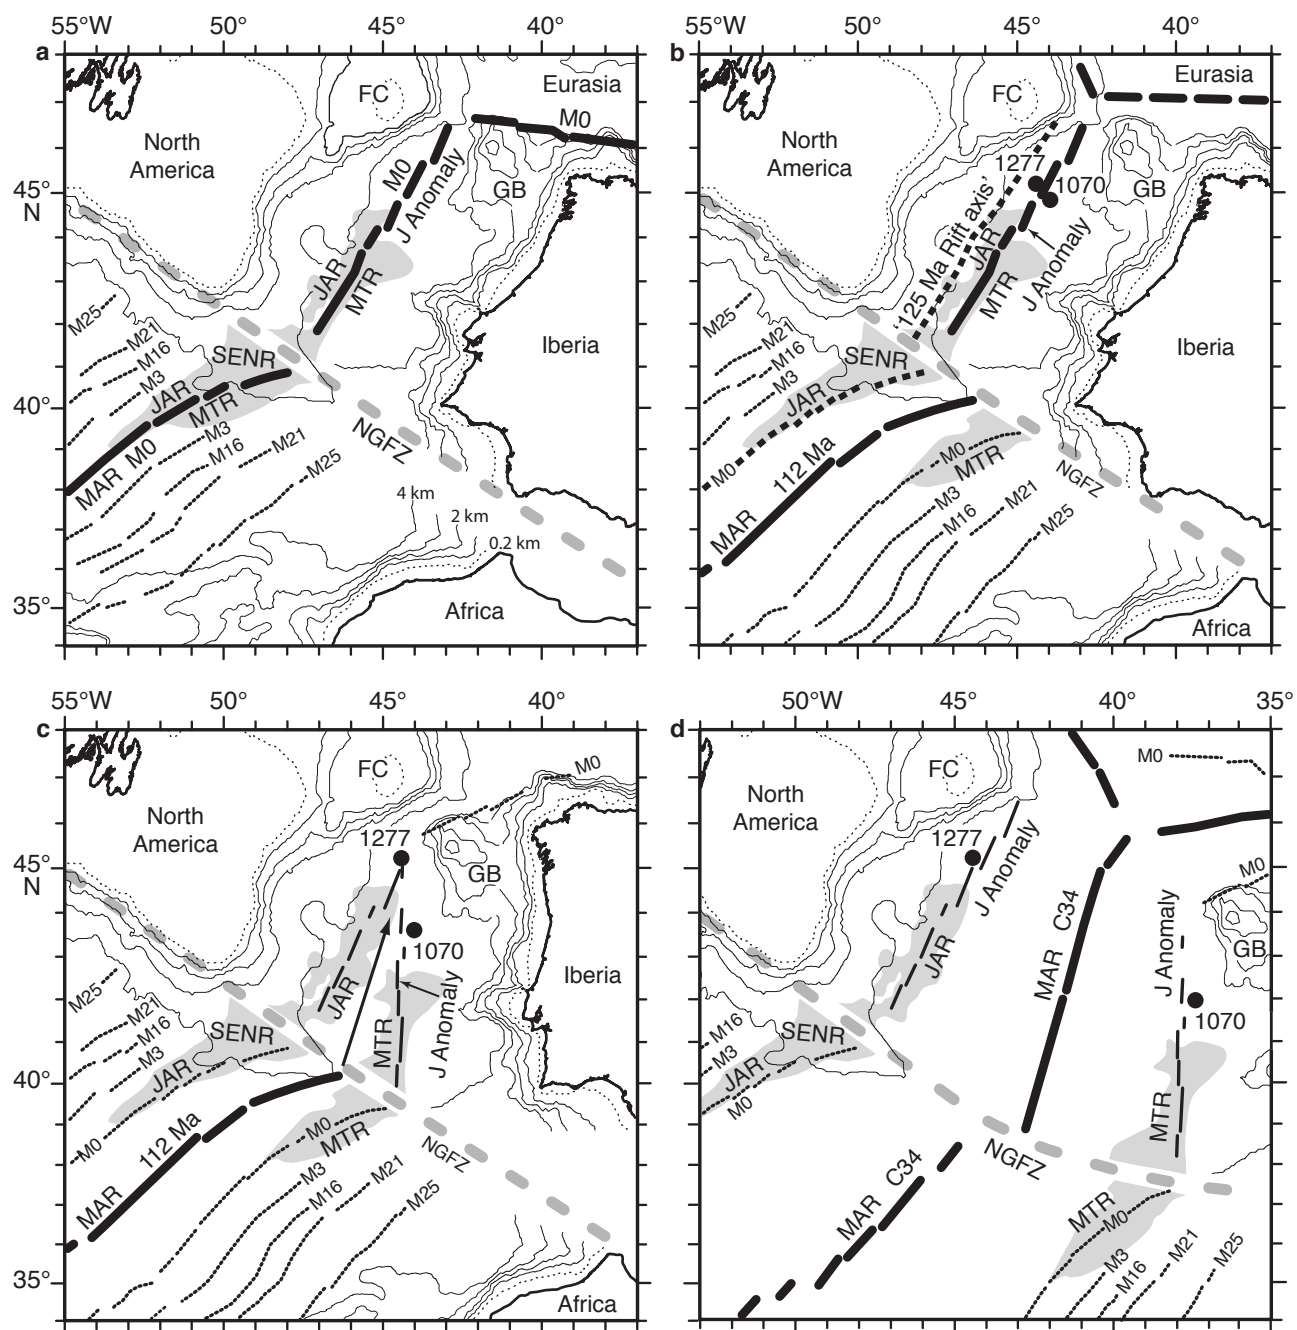 55°W 50° 45° 40°
a
FC
Eurasia
M0
North
America
M0
J Anomaly
GB
45°
N
JAR
MTR
M25
M21
M16
M3
SENR
Iberia
JAR
MTR
40°
MAR M0
M3
M16
M21
M25
NGFZ
4 km
2 km
0.2 km
35°
Africa
55°W 50° 45° 40°
b
FC
Eurasia
North
America
1277
1070
GB
'125 Ma Rift axis'
JAR
MTR
J Anomaly
M25
M21
M16
M3
SENR
Iberia
JAR
M0
112 Ma
MAR
M0
MTR
NGFZ
M3
M16
M21
M25
Africa
55°W 50° 45° 40°
c
FC
M0
North
America
1277
GB
45°
N
1070
JAR
MTR
J Anomaly
Iberia
M25
M21
M16
M3
SENR
JAR
40°
M0
112 Ma
MAR
M0
MTR
NGFZ
M3
M16
M21
M25
35°
Africa
50°W 45° 40° 35°
d
FC
M0
North
America
1277
J Anomaly
M0
JAR
MAR C34
J Anomaly
GB
1070
M16
M3
SENR
JAR
M0
MTR
NGFZ
MAR C34
MTR
M0
M3
M16
M21
M25